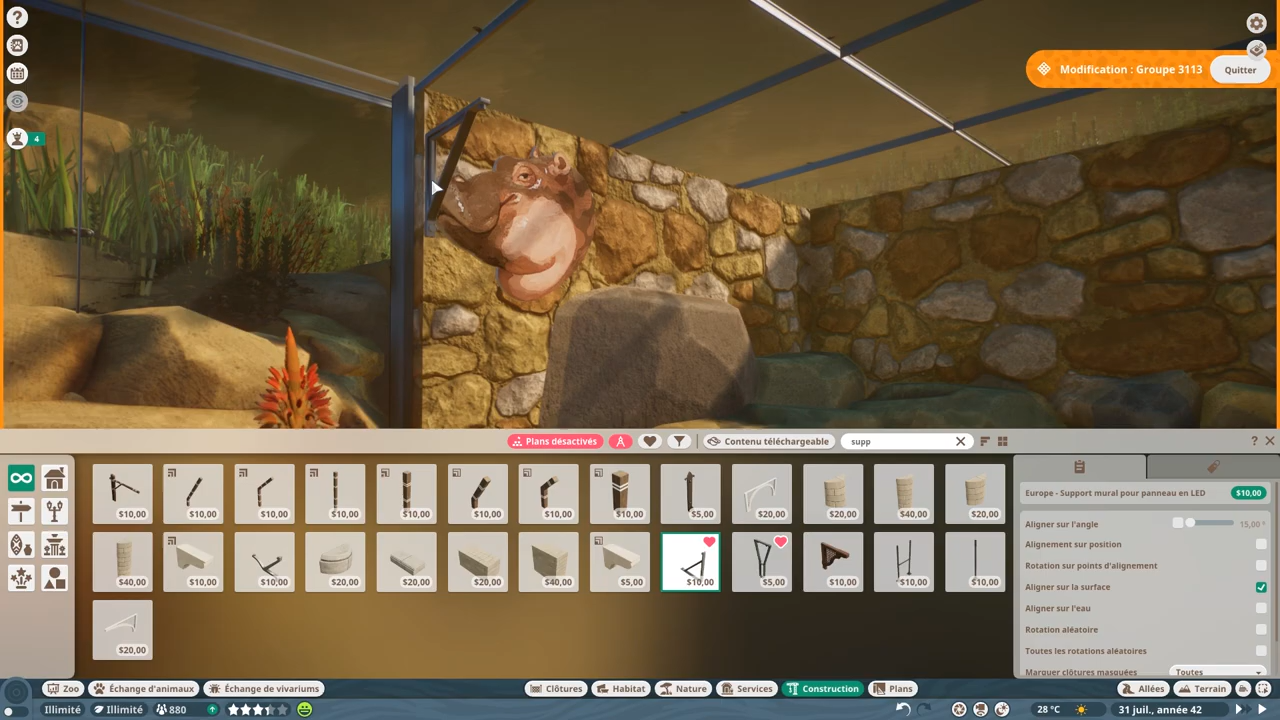 ?
4
Modification : Groupe 3113
Quitter
Plans désactivés
Contenu téléchargeable
supp
?
$10,00
$10,00
$10,00
$10,00
$10,00
$10,00
$10,00
$10,00
$5,00
$20,00
$20,00
$40,00
$20,00
$40,00
$10,00
$10,00
$20,00
$20,00
$20,00
$40,00
$5,00
$10,00
$5,00
$10,00
$10,00
$10,00
$20,00
Europe - Support mural pour panneau en LED
$10,00
Aligner sur l'angle
15,00 °
Alignement sur position
Rotation sur points d'alignement
Aligner sur la surface
Aligner sur l'eau
Rotation aléatoire
Toutes les rotations aléatoires
Marquer clôtures masquées
Toutes
Zoo
Échange d'animaux
Échange de vivariums
Clôtures
Habitat
Nature
Services
Construction
Plans
Allées
Terrain
Illimité
Illimité
880
28 °C
31 juil., année 42